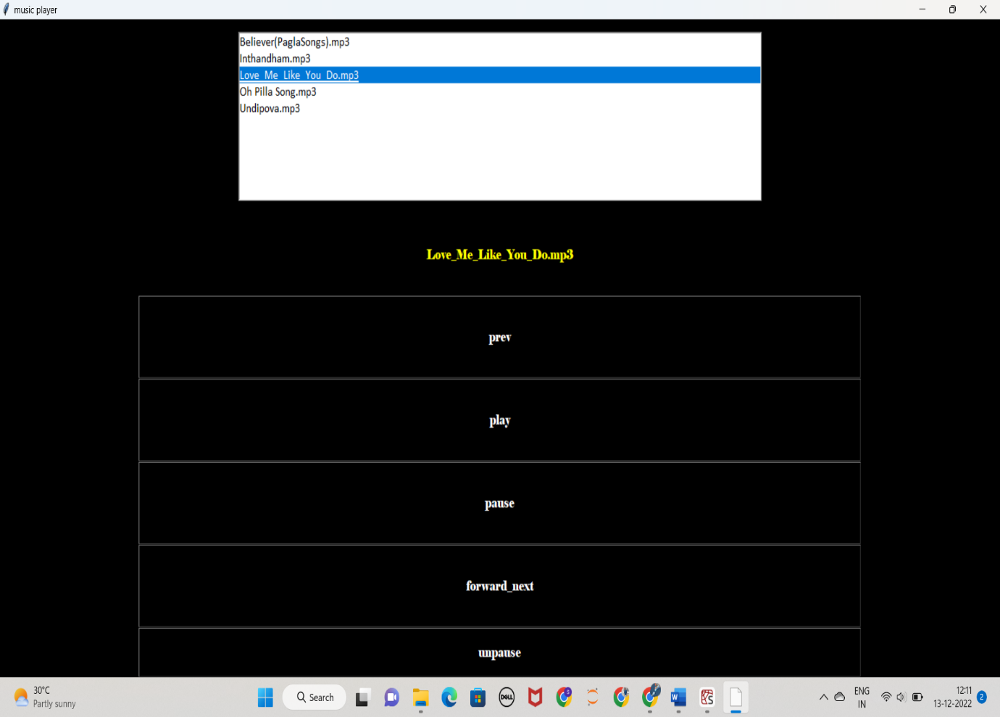 music player
Believer(PaglaSongs).mp3
Inthandham.mp3
Love_Me_Like_You_Do.mp3
Oh Pilla Song.mp3
Undipova.mp3
Love_Me_Like_You_Do.mp3
prev
play
pause
forward_next
unpause
30°C
Partly sunny
Search
DELL
S
W
ENG
IN
12:11
13-12-2022
2